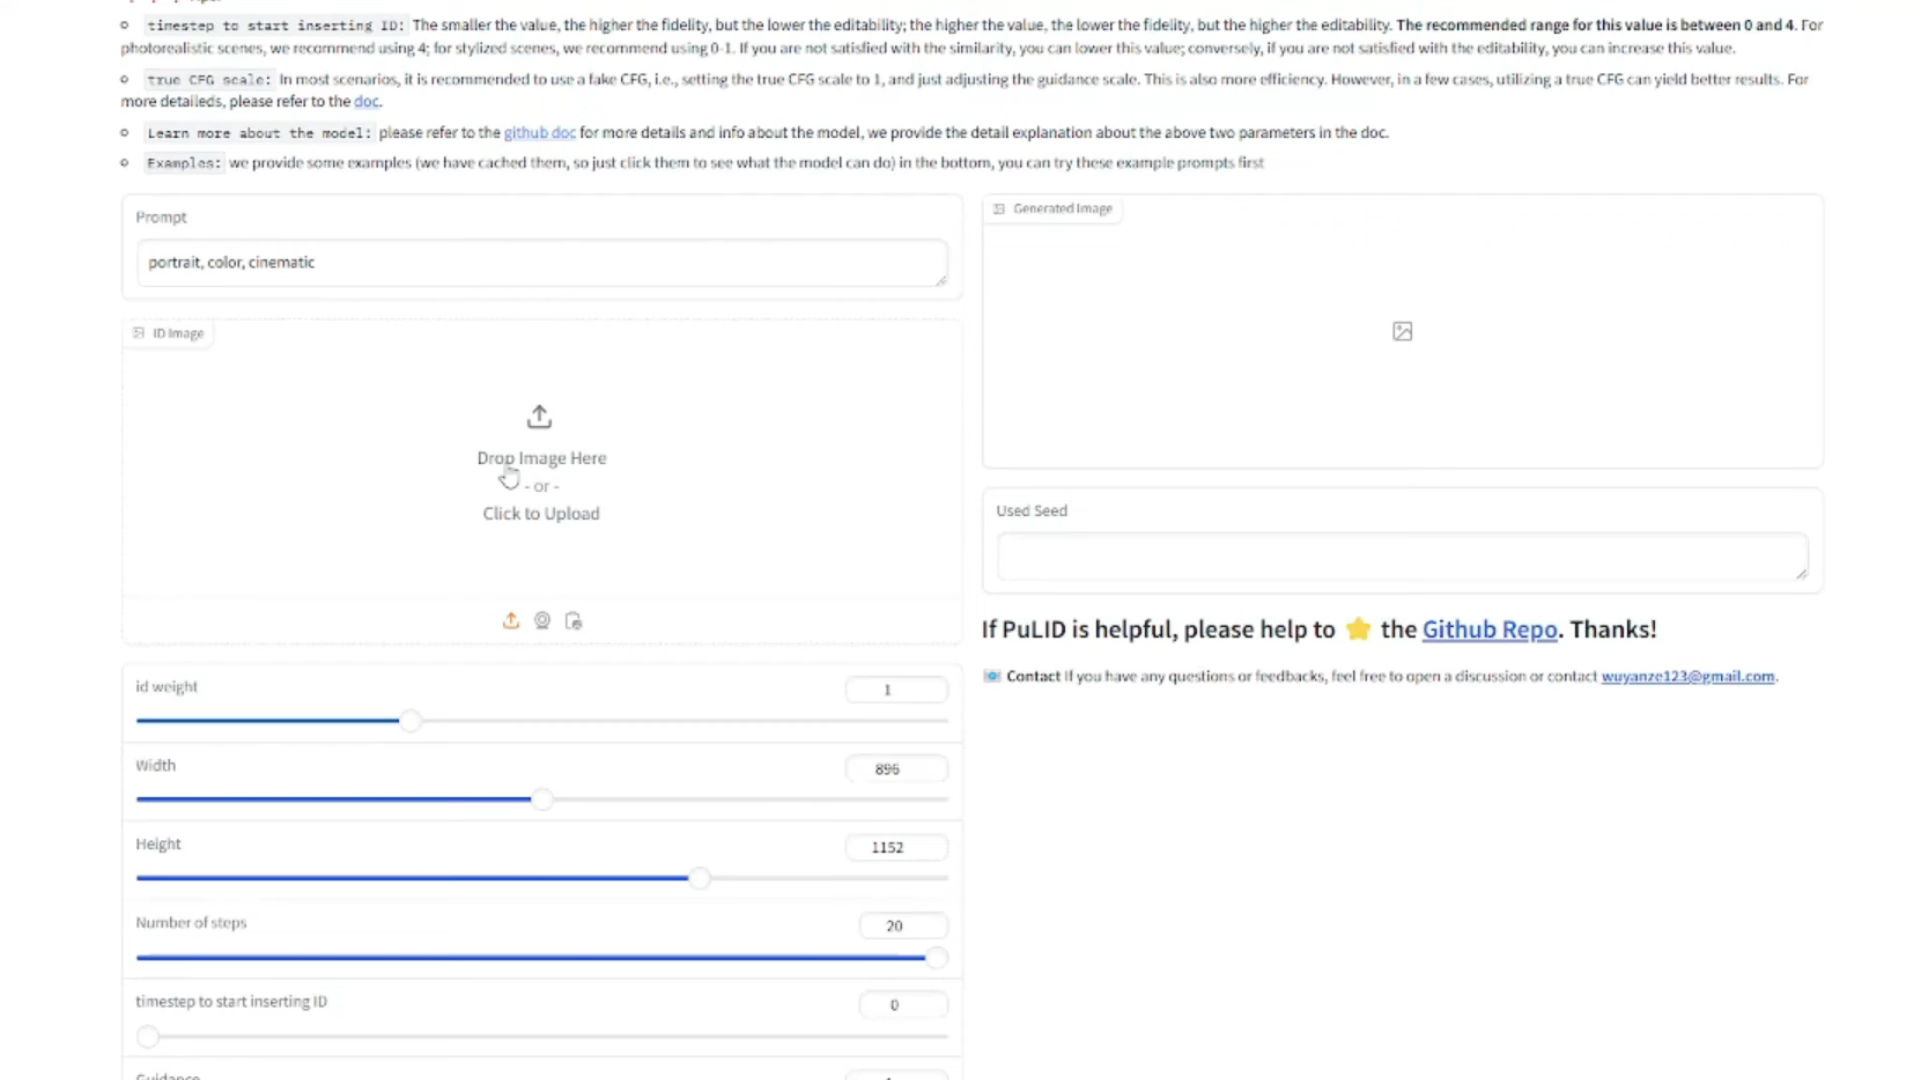 timestep to start inserting ID: The smaller the value, the higher the fidelity, but the lower the editability; the higher the value, the lower the fidelity, but the higher the editability. The recommended range for this value is between 0 and 4. For
photorealistic scenes, we recommend using 4; for stylized scenes, we recommend using 0-1. If you are not satisfied with the similarity, you can lower this value; conversely, if you are not satisfied with the editability, you can increase this value.
true CFG scale: In most scenarios, it is recommended to use a fake CFG, i.e., setting the true CFG scale to 1, and just adjusting the guidance scale. This is also more efficiency. However, in a few cases, utilizing a true CFG can yield better results. For
more detaileds, please refer to the doc.
Learn more about the model: please refer to the github doc for more details and info about the model, we provide the detail explanation about the above two parameters in the doc.
Examples: we provide some examples (we have cached them, so just click them to see what the model can do) in the bottom, you can try these example prompts first
Prompt
portrait, color, cinematic
ID Image
Drop Image Here
- or -
Click to Upload
id weight
1
Width
896
Height
1152
Number of steps
20
timestep to start inserting ID
0
Guidance
Generated Image
Used Seed
If PuLID is helpful, please help to ⭐ the Github Repo. Thanks!
📧 Contact If you have any questions or feedbacks, feel free to open a discussion or contact wuyanze123@gmail.com.